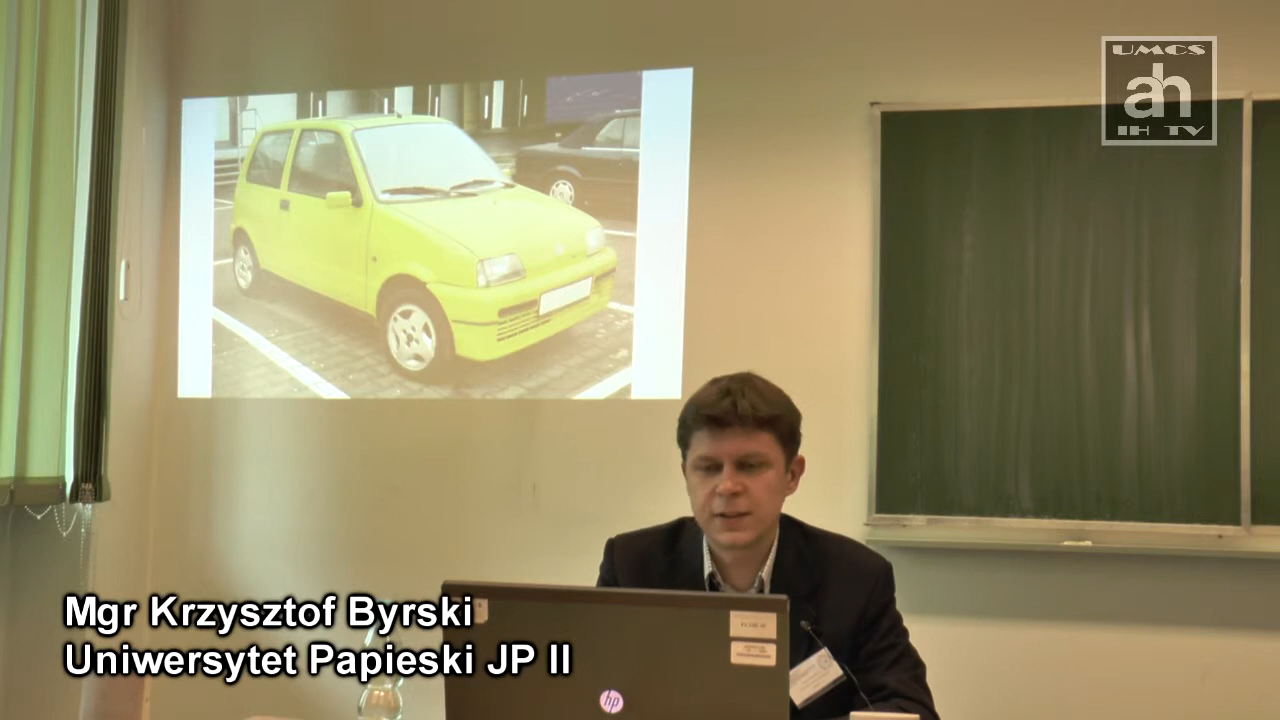 UMCS
ah
IH TV
Mgr Krzysztof Byrski
Uniwersytet Papieski JP II
hp